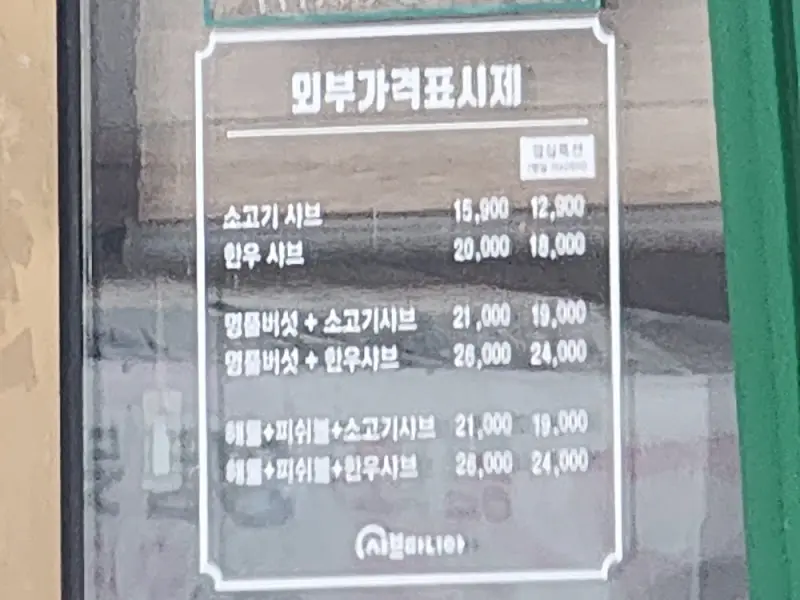 외부가격표시제
점심특선
소고기 샤브 15,900 12,900
한우 샤브 20,000 18,000
명품버섯 + 소고기샤브 21,000 19,000
명품버섯 + 한우샤브 26,000 24,000
해물+피쉬볼+소고기샤브 21,000 19,000
해물+피쉬볼+한우샤브 26,000 24,000
샤브마니아